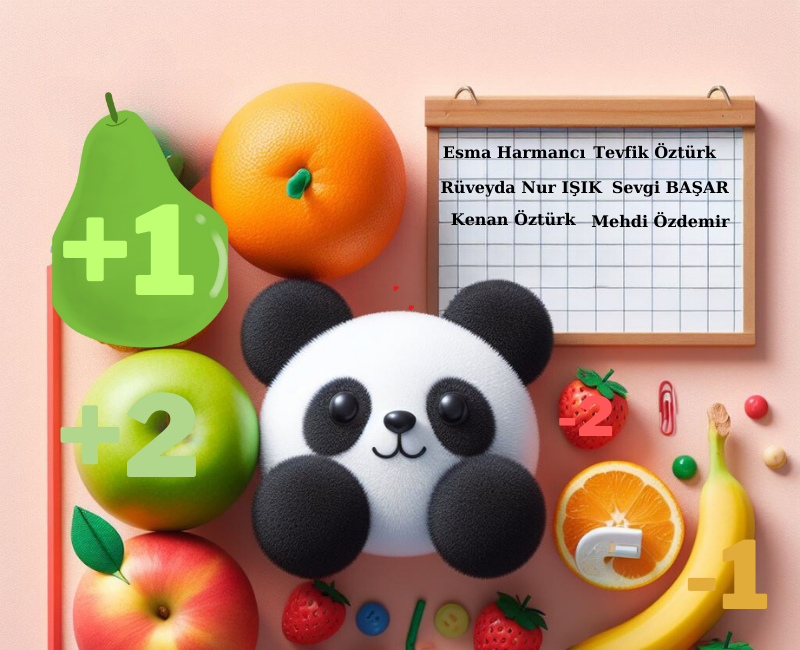 Esma Harmancı Tevfik Öztürk
Rüveyda Nur IŞIK Sevgi BAŞAR
Kenan Öztürk Mehdi Özdemir
+1
+2
-2
-1